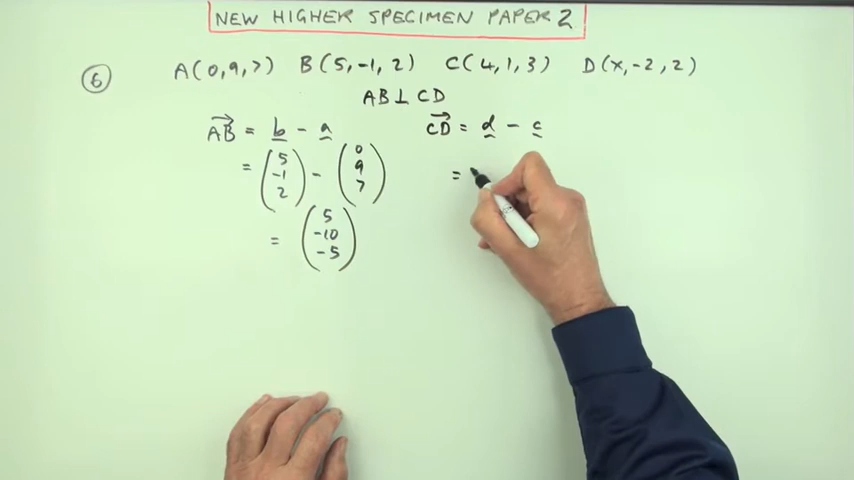 NEW HIGHER SPECIMEN PAPER 2
6 A(0,9,7) B(5,-1,2) C(4,1,3) D(x,-2,2)
AB⊥CD
AB = b - a CD = d - c
= (5 -1 2) - (0 9 7) =
= (5 -10 -5)